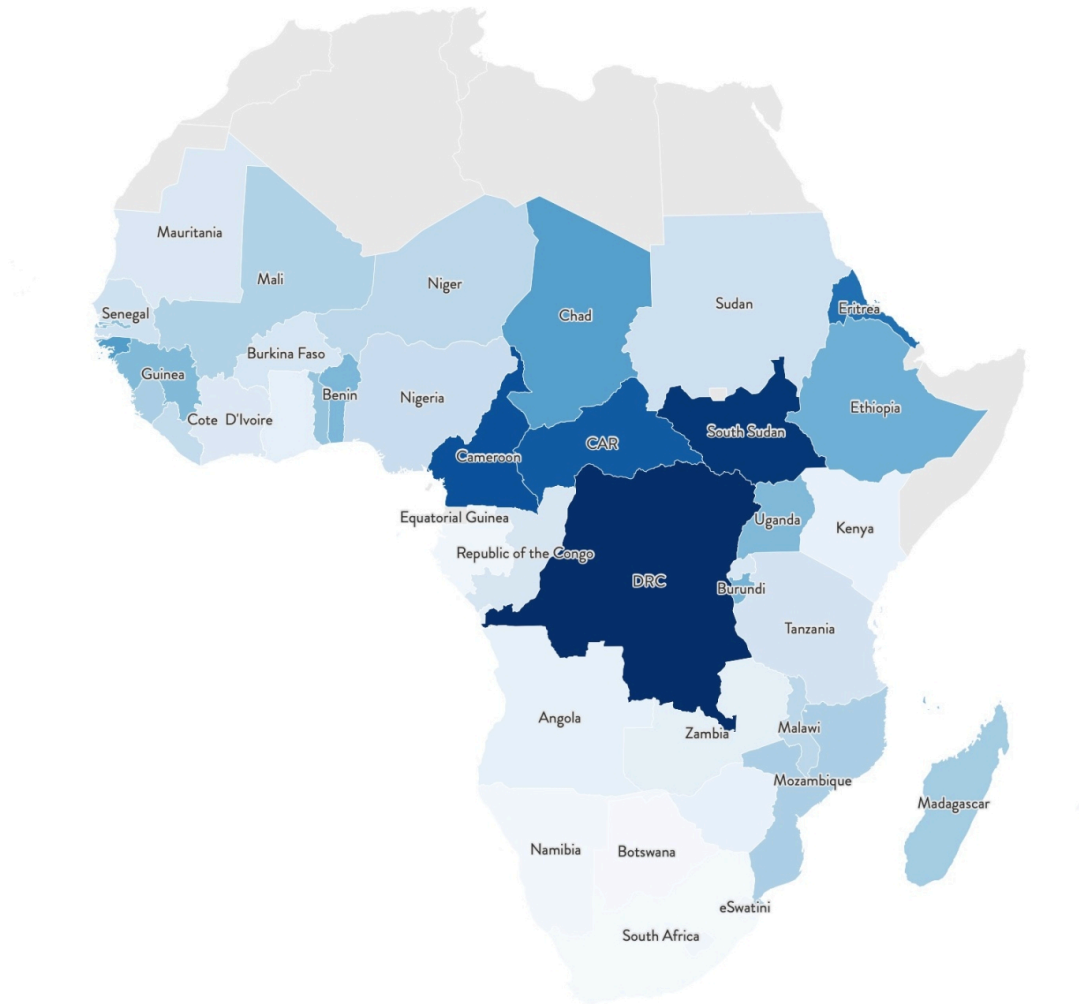 Mauritania
Mali
Niger
Chad
Sudan
Eritrea
Senegal
Burkina Faso
Guinea
Benin
Nigeria
Cote D'Ivoire
Ethiopia
South Sudan
CAR
Cameroon
Equatorial Guinea
Uganda
Kenya
Republic of the Congo
DRC
Burundi
Tanzania
Angola
Zambia
Malawi
Mozambique
Madagascar
Namibia
Botswana
eSwatini
South Africa